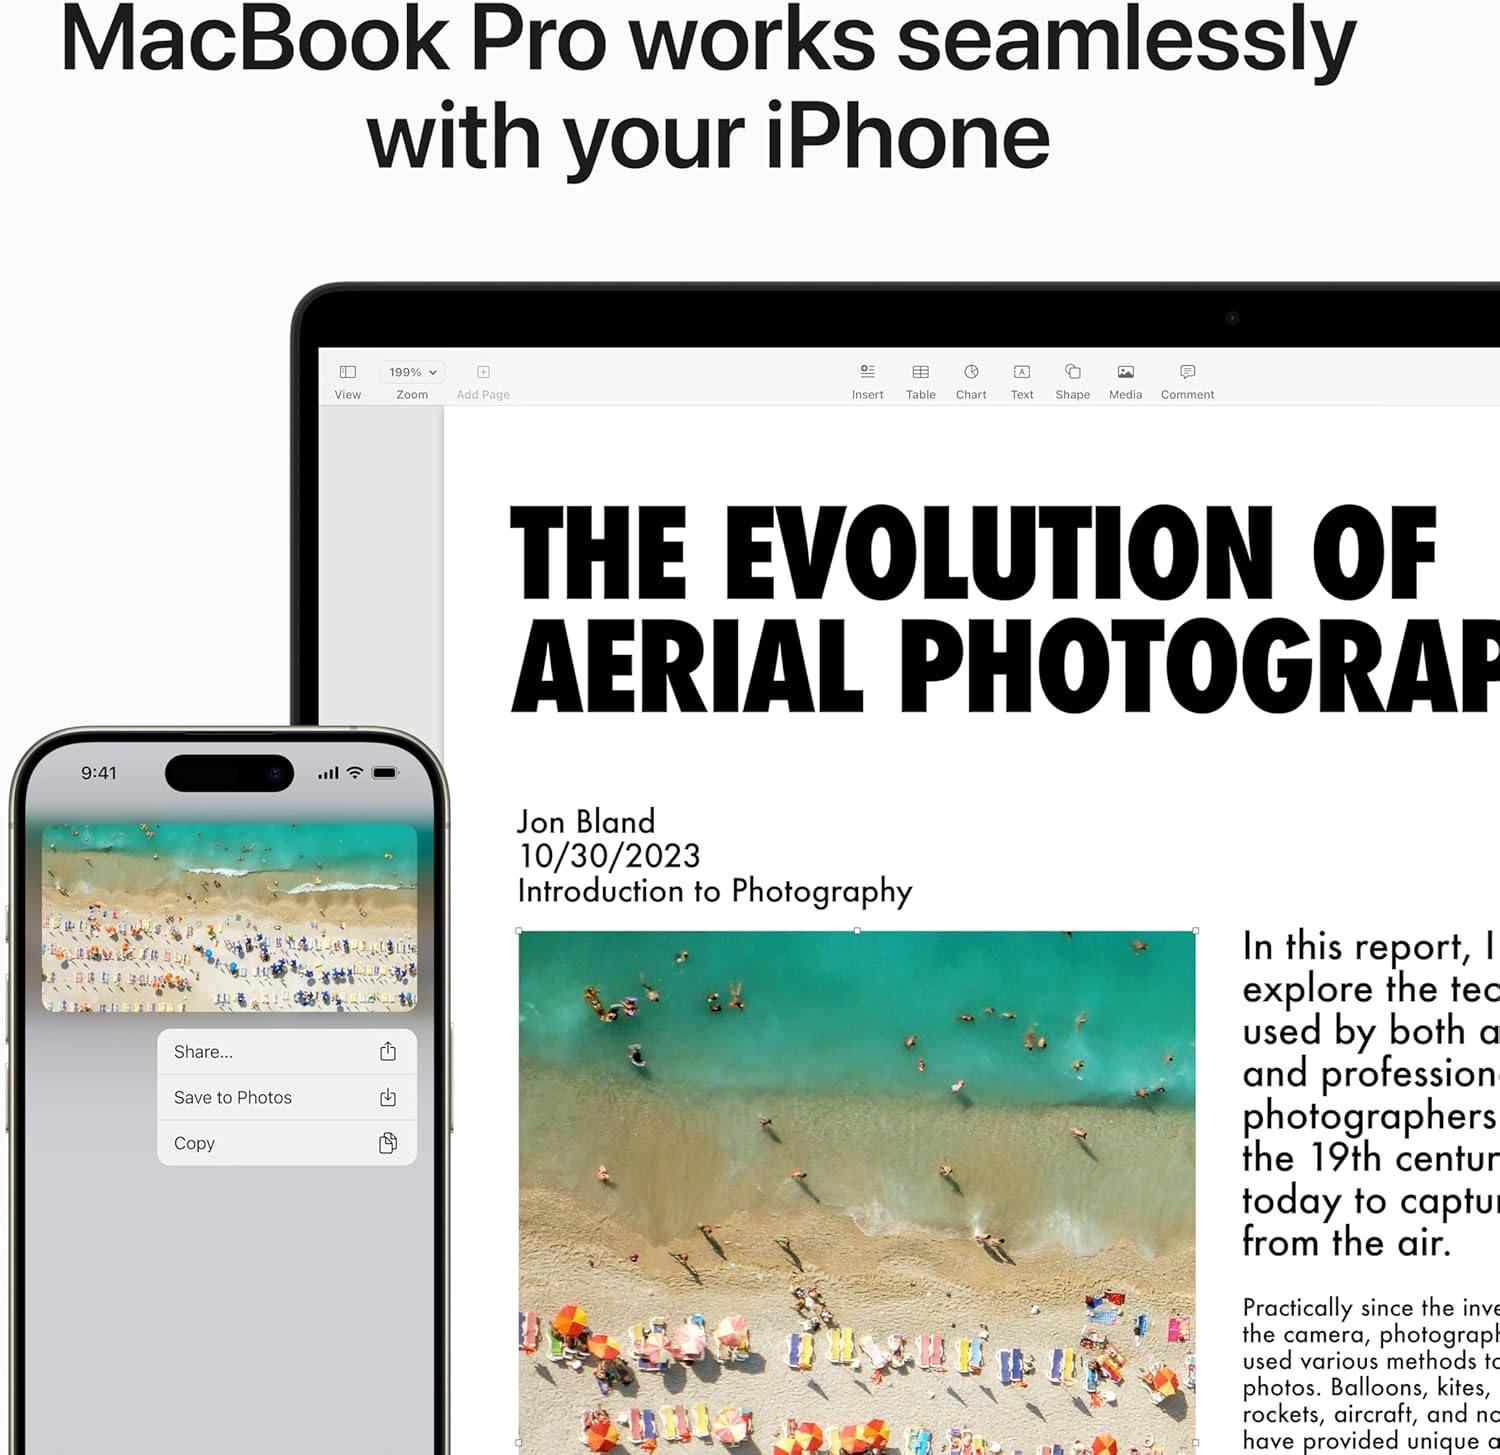 MacBook Pro works seamlessly
with your iPhone
199%
View
Zoom
Add Page
Insert
Table
Chart
Text
Shape
Media
Comment
THE EVOLUTION OF
AERIAL PHOTOGRAP
Jon Bland
10/30/2023
Introduction to Photography
9:41
Share...
Save to Photos
Copy
In this report, I
explore the tec
used by both a
and profession
photographers
the 19th centur
today to captur
from the air.
Practically since the inve
the camera, photograph
used various methods to
photos. Balloons, kites,
rockets, aircraft, and no
have provided unique a